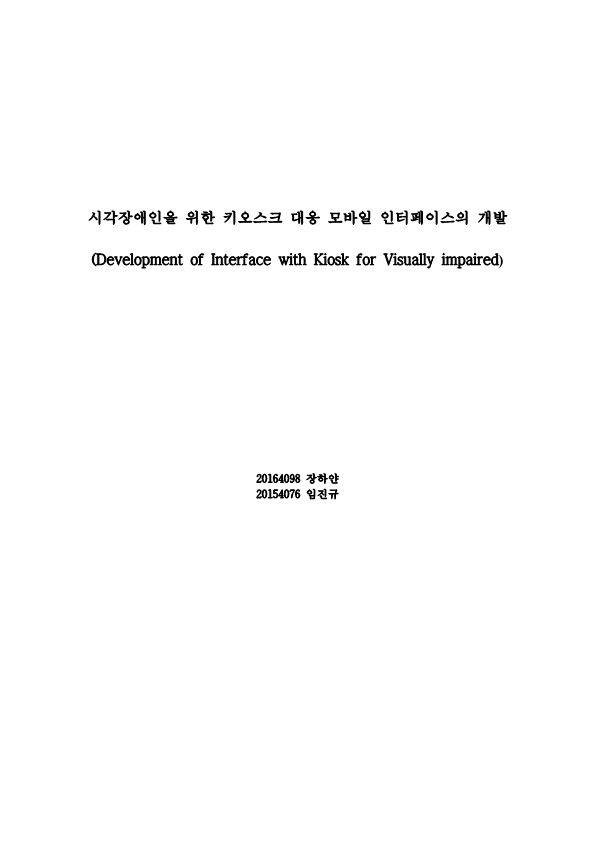 시각장애인을 위한 키오스크 대응 모바일 인터페이스의 개발
(Development of Interface with Kiosk for Visually impaired)
20164098 장하얀
20154076 임진규